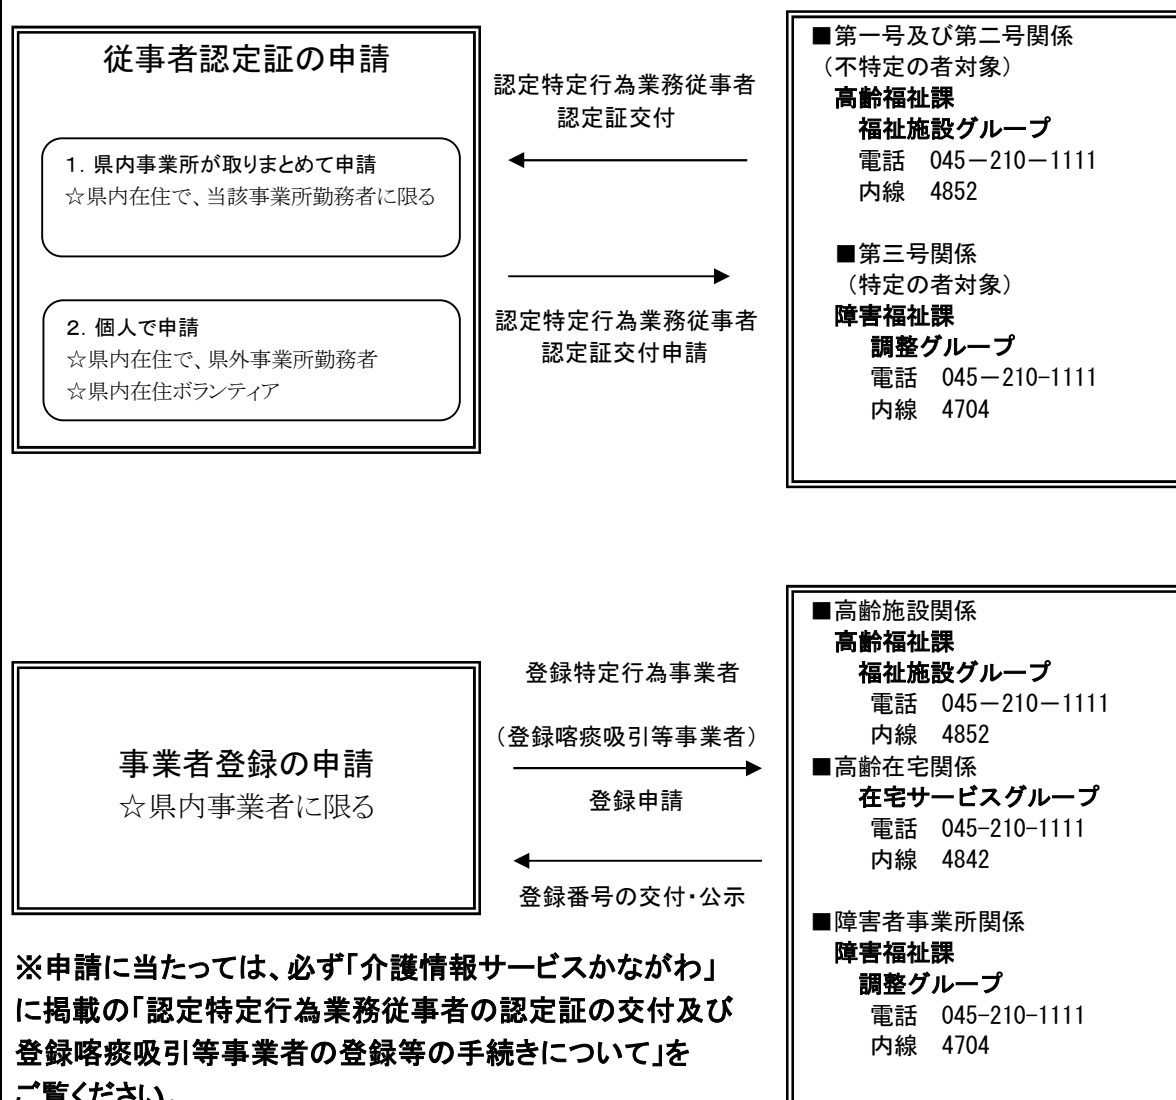 従事者認定証の申請
1．県内事業所が取りまとめて申請
☆県内在住で、当該事業所勤務者に限る
2．個人で申請
☆県内在住で、県外事業所勤務者
☆県内在住ボランティア
認定特定行為業務従事者
認定証交付
認定特定行為業務従事者
認定証交付申請
■第一号及び第二号関係
（不特定の者対象）
高齢福祉課
福祉施設グループ
電話　045－210－1111
内線　4852
■第三号関係
（特定の者対象）
障害福祉課
調整グループ
電話　045－210-1111
内線　4704
事業者登録の申請
☆県内事業者に限る
登録特定行為事業者
（登録喀痰吸引等事業者）
登録申請
登録番号の交付・公示
■高齢施設関係
高齢福祉課
福祉施設グループ
電話　045－210－1111
内線　4852
■高齢在宅関係
在宅サービスグループ
電話　045-210-1111
内線　4842
■障害者事業所関係
障害福祉課
調整グループ
電話　045-210-1111
内線　4704
※申請に当たっては、必ず「介護情報サービスかながわ」
に掲載の「認定特定行為業務従事者の認定証の交付及び
登録喀痰吸引等事業者の登録等の手続きについて」を
ご覧ください。